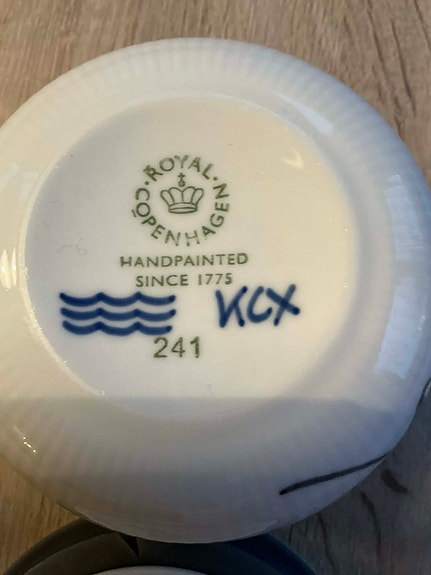 ROYAL · COPENHAGEN ·
HANDPAINTED
SINCE 1775
KCX
241